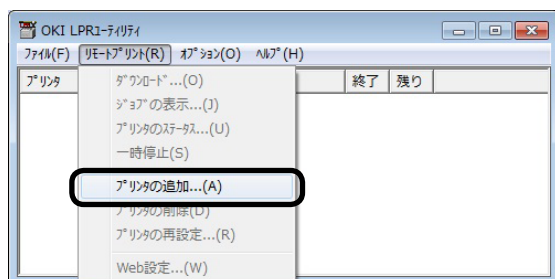 OKI LPRﾕｰﾃｨﾘﾃｨ
ﾌｧｲﾙ(F) ﾘﾓｰﾄﾌﾟﾘﾝﾄ(R) ｵﾌﾟｼｮﾝ(O) ﾍﾙﾌﾟ(H)
ﾌﾟﾘﾝﾀ 終了 残り
ﾀﾞｳﾝﾛｰﾄﾞ...(O)
ｼﾞｮﾌﾞの表示...(J)
ﾌﾟﾘﾝﾀのｽﾃｰﾀｽ...(U)
一時停止(S)
ﾌﾟﾘﾝﾀの追加...(A)
ﾌﾟﾘﾝﾀの削除(D)
ﾌﾟﾘﾝﾀの再設定...(R)
Web設定...(W)